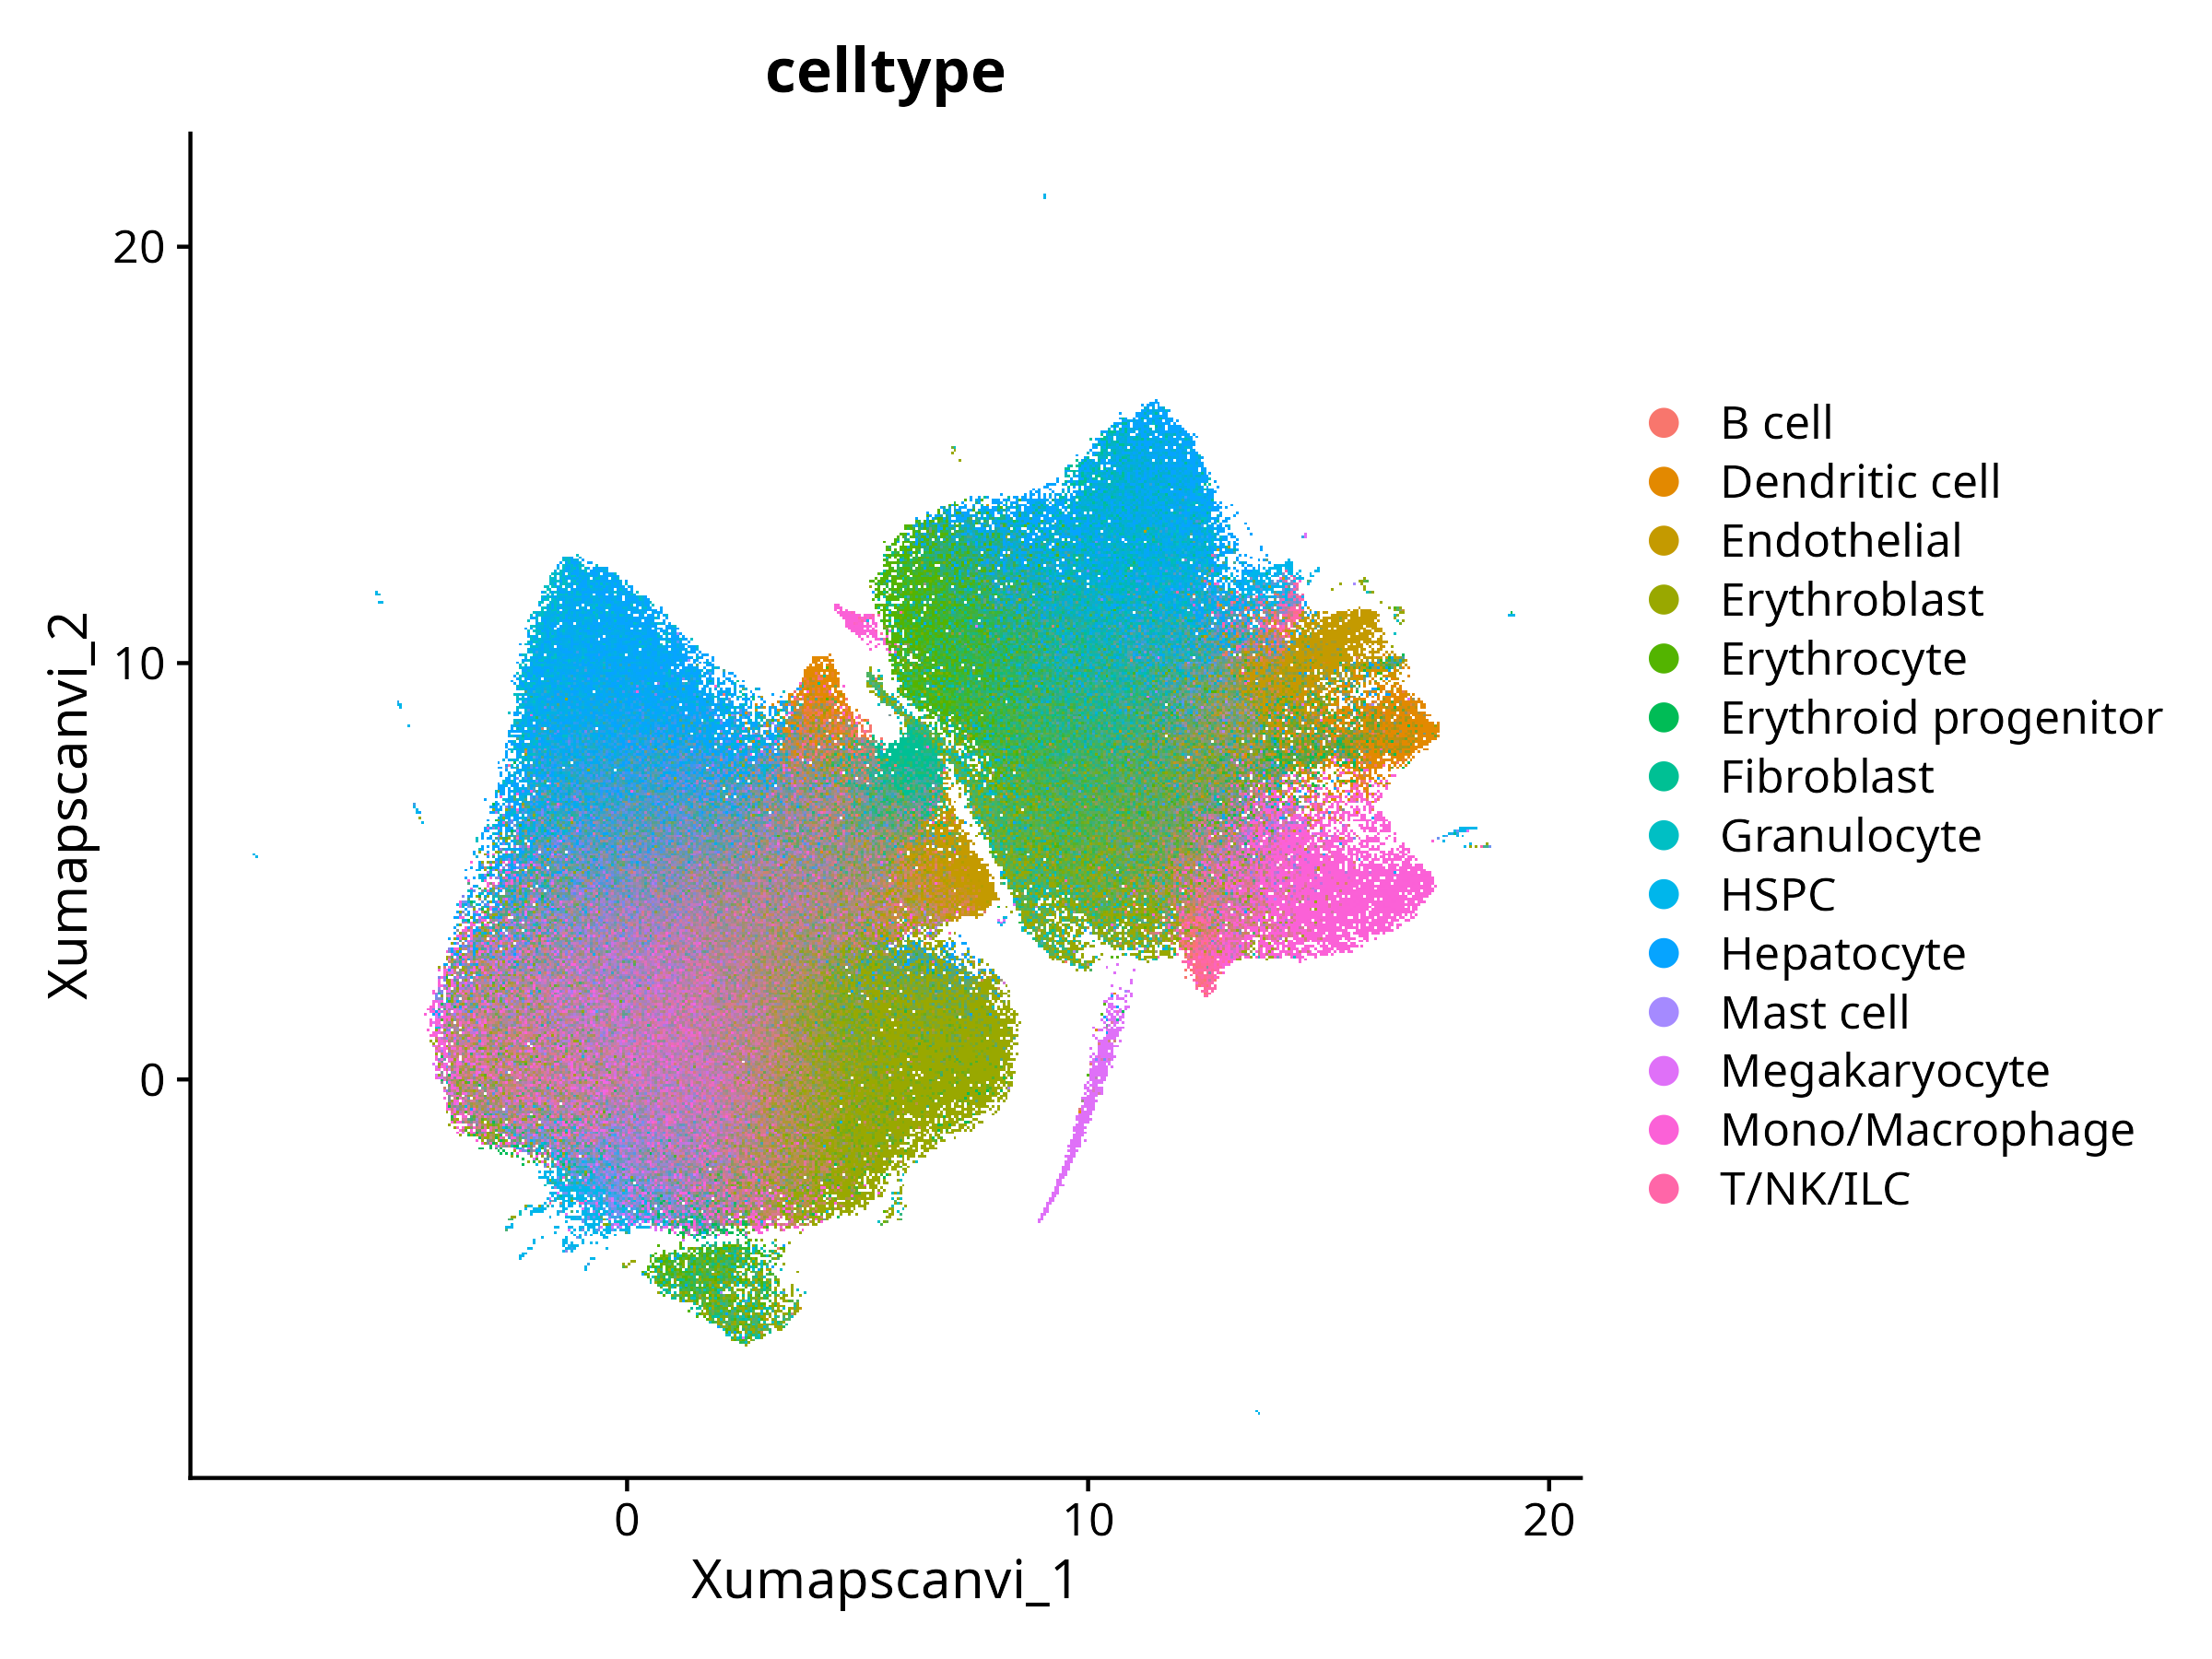 celltype
Xumapscanvi_2
20
10
0
0
10
20
Xumapscanvi_1
B cell
Dendritic cell
Endothelial
Erythroblast
Erythrocyte
Erythroid progenitor
Fibroblast
Granulocyte
HSPC
Hepatocyte
Mast cell
Megakaryocyte
Mono/Macrophage
T/NK/ILC